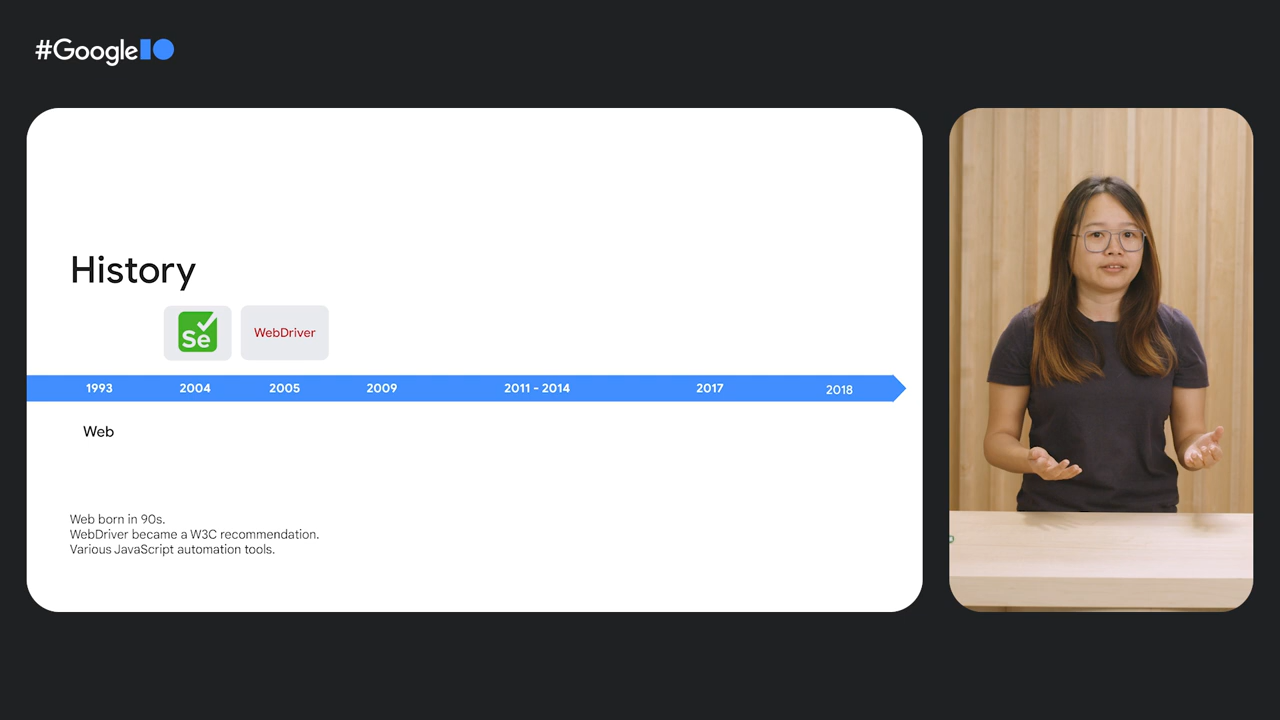 #GoogleIO
History
Se
WebDriver
1993 2004 2005 2009 2011 - 2014 2017 2018
Web
Web born in 90s.
WebDriver became a W3C recommendation.
Various JavaScript automation tools.